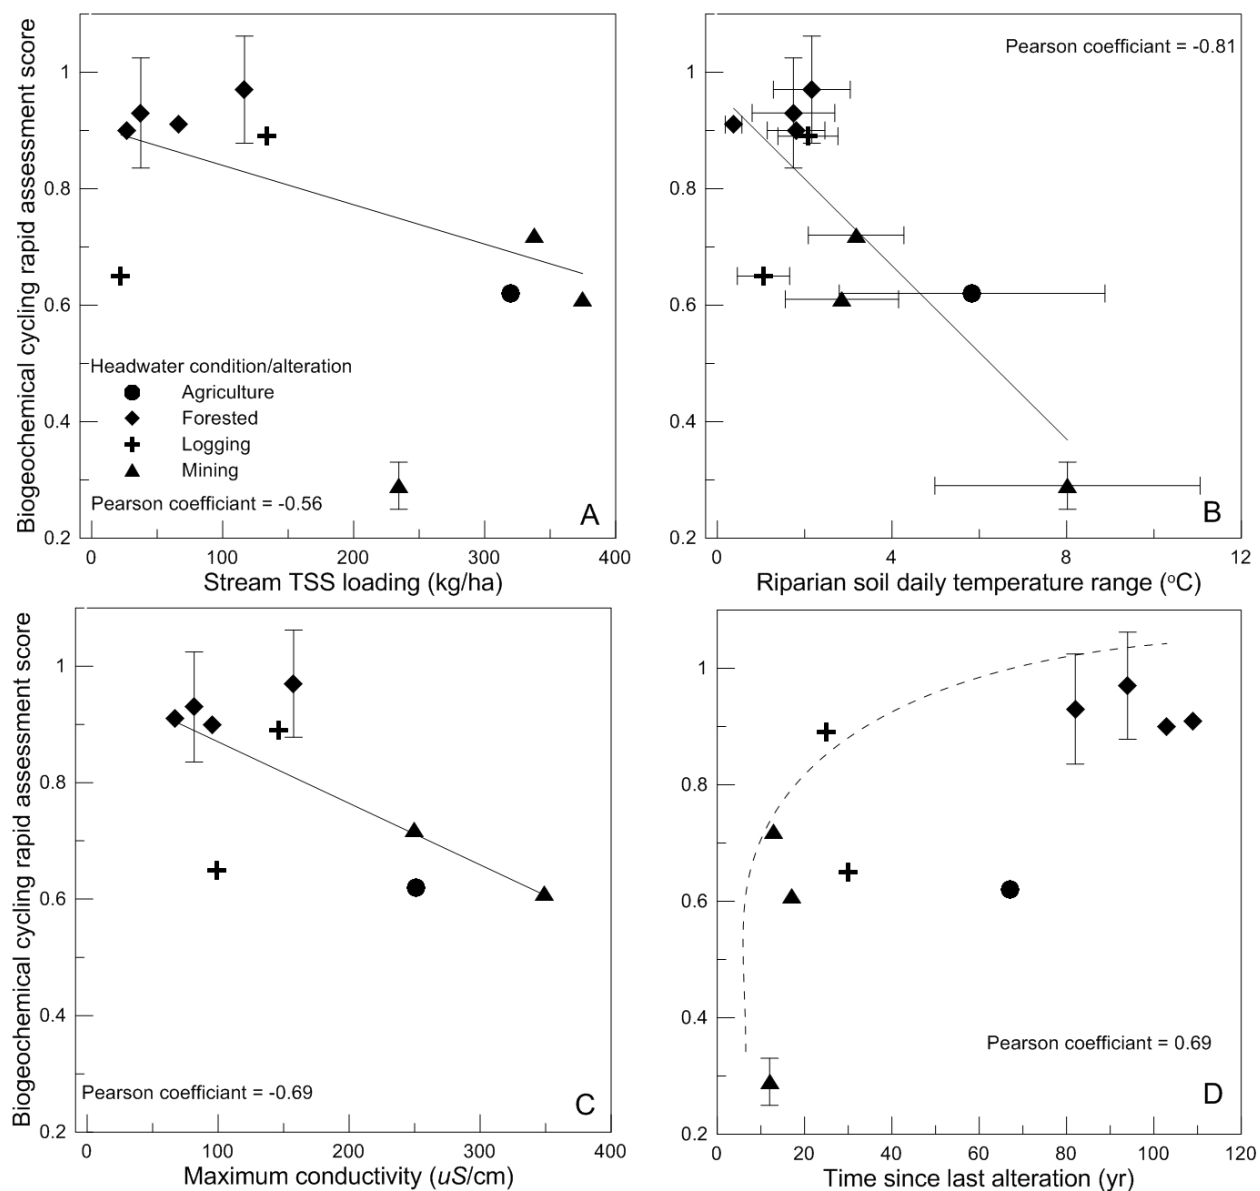 Biogeochemical cycling rapid assessment score
1
0.8
0.6
0.4
0.2
Headwater condition/alteration
Agriculture
Forested
Logging
Mining
Pearson coefficiant = -0.56
A
0
100
200
300
400
Stream TSS loading (kg/ha)
Pearson coefficiant = -0.81
1
0.8
0.6
0.4
0.2
B
0
4
8
12
Riparian soil daily temperature range (°C)
Biogeochemical cycling rapid assessment score
1
0.8
0.6
0.4
0.2
Pearson coefficiant = -0.69
C
0
100
200
300
400
Maximum conductivity (uS/cm)
1
0.8
0.6
0.4
0.2
Pearson coefficiant = 0.69
D
0
20
40
60
80
100
120
Time since last alteration (yr)